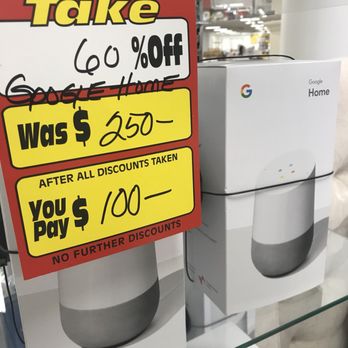 Take
60 %Off
GOOGLE HOME
Was $ 250-
AFTER ALL DISCOUNTS TAKEN
You Pay $ 100-
NO FURTHER DISCOUNTS
G
Google
Home